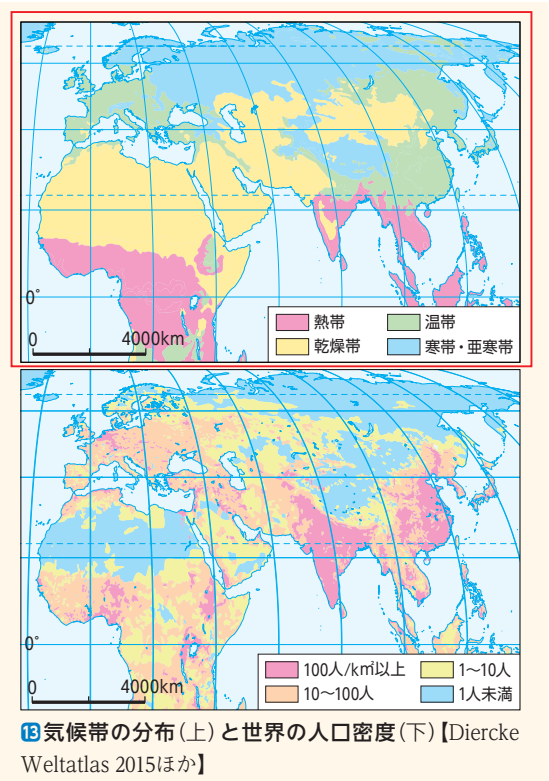 0°
0 4000km
熱帯 温帯
乾燥帯 寒帯・亜寒帯
0°
0 4000km
100人/k㎡以上 1〜10人
10〜100人 1人未満
13 気候帯の分布(上)と世界の人口密度(下)【Diercke
Weltatlas 2015ほか】